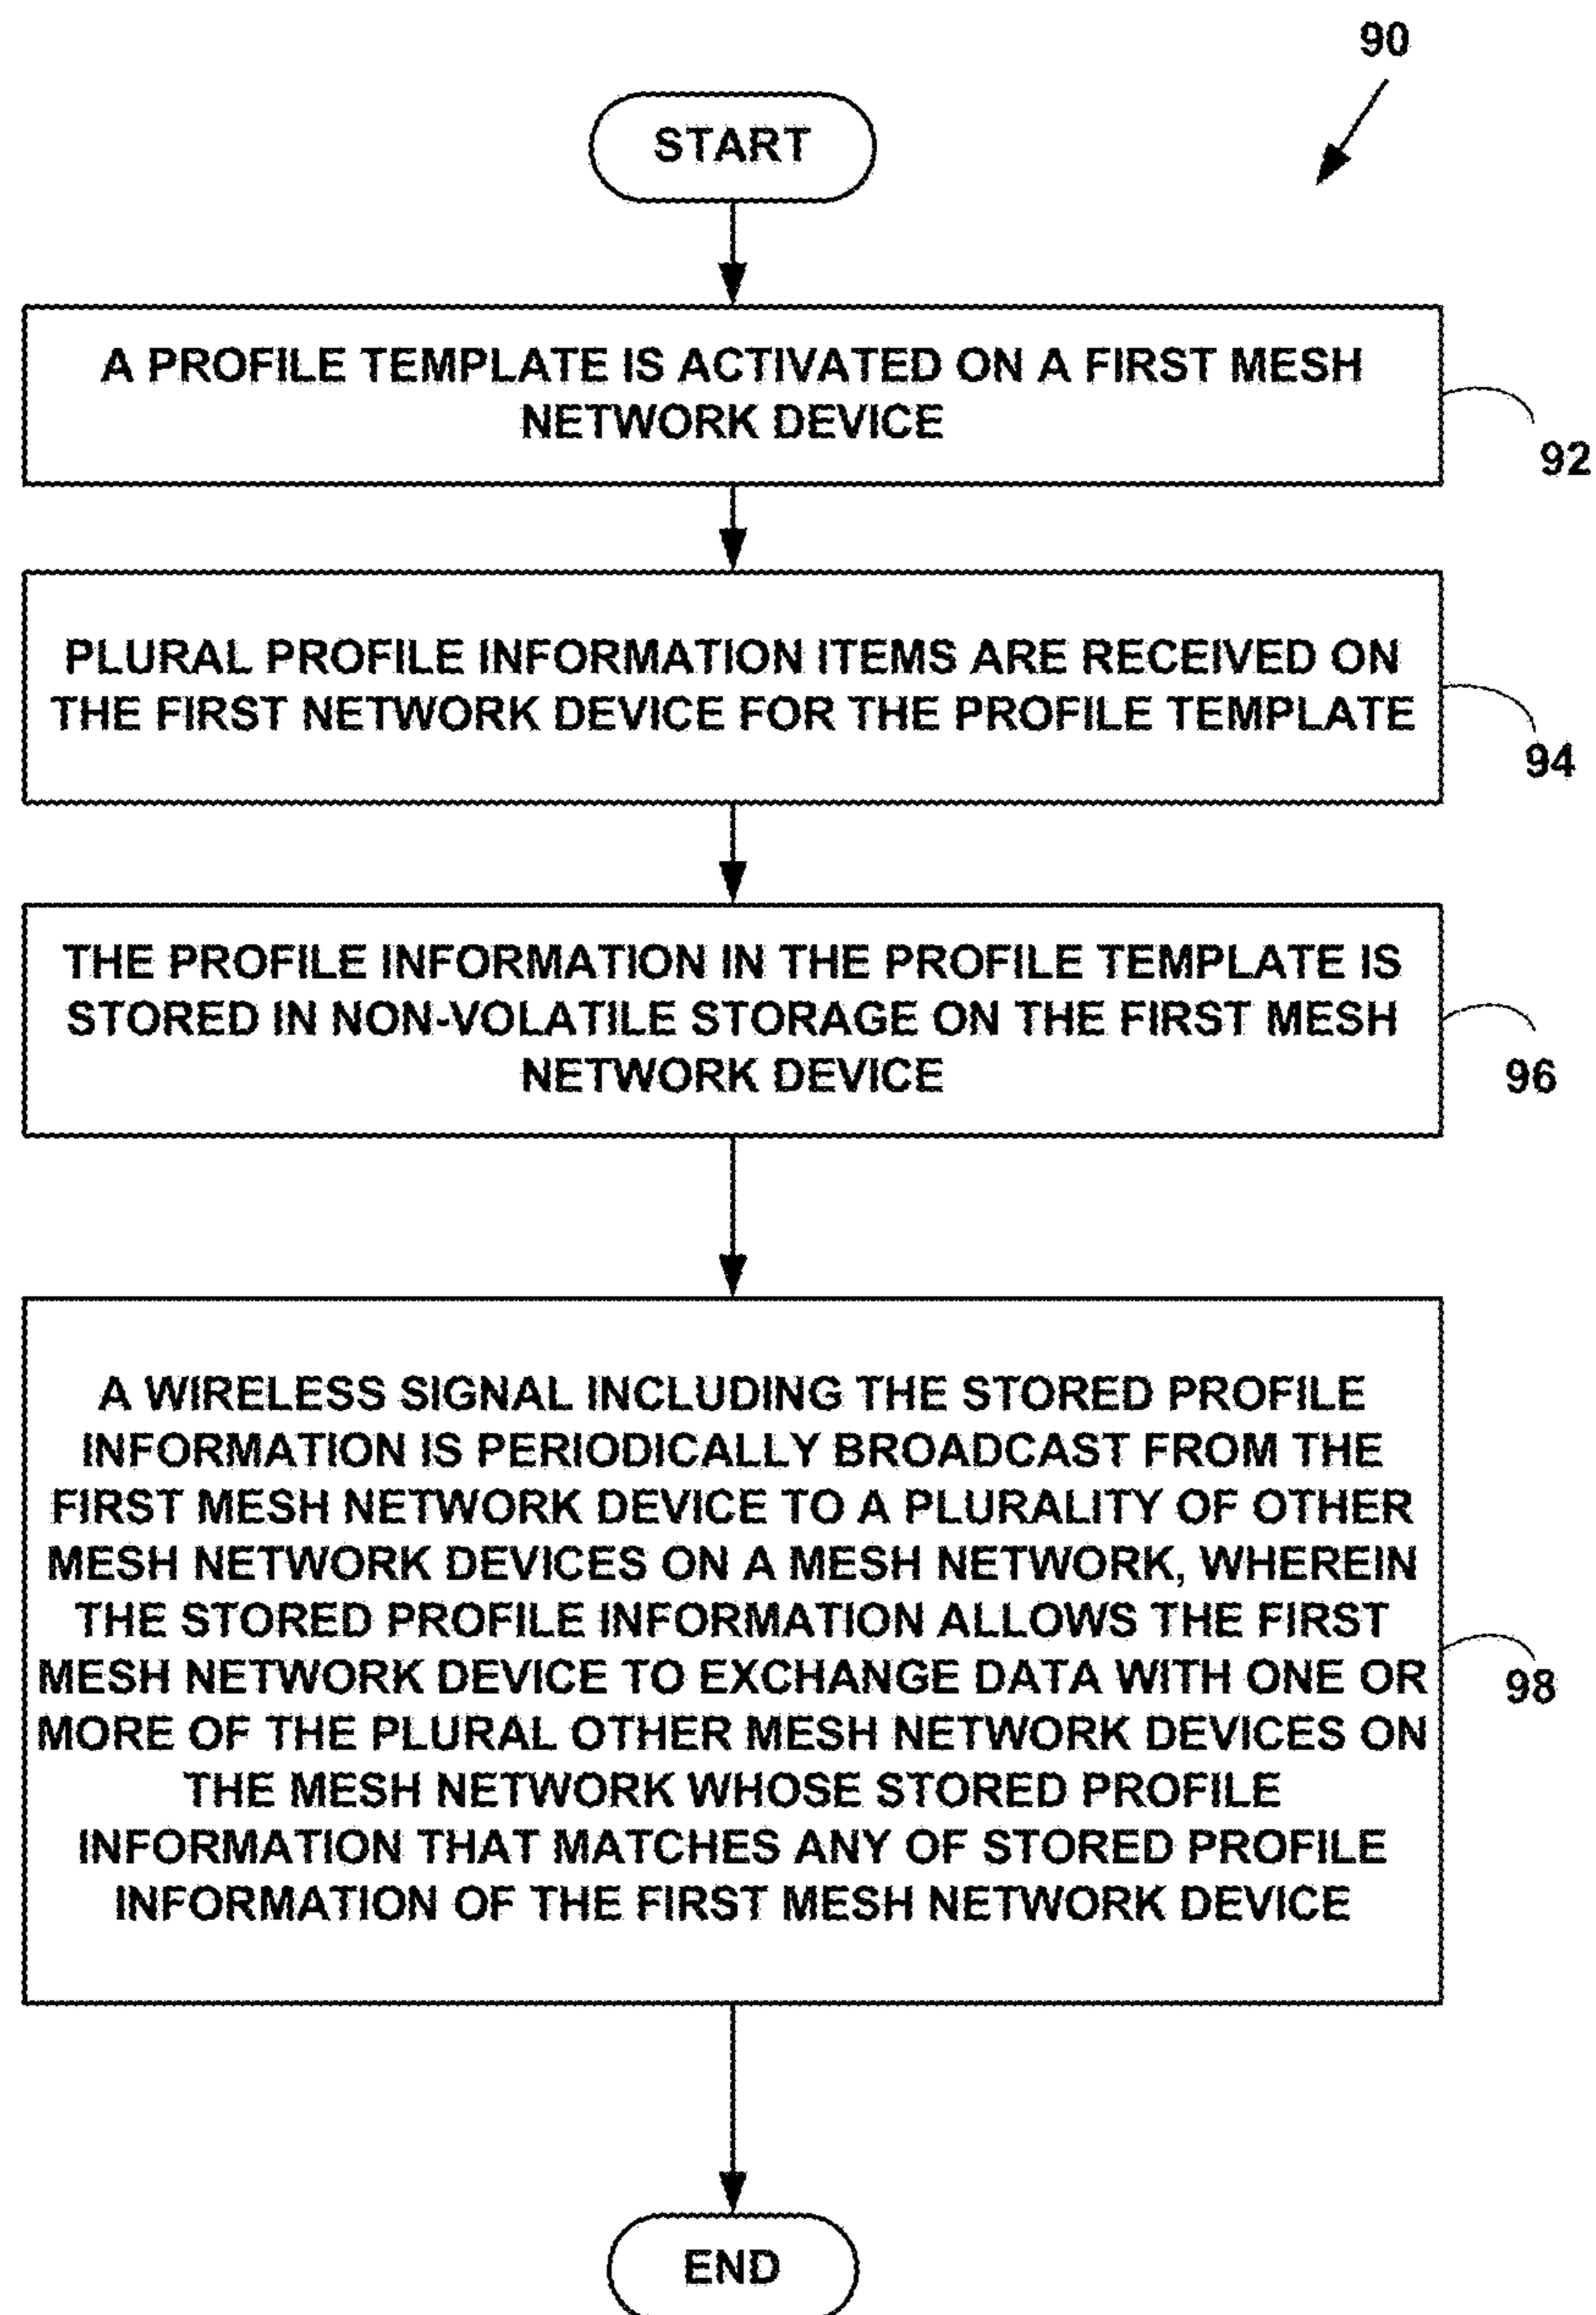 90
START
A PROFILE TEMPLATE IS ACTIVATED ON A FIRST MESH
NETWORK DEVICE
92
PLURAL PROFILE INFORMATION ITEMS ARE RECEIVED ON
THE FIRST NETWORK DEVICE FOR THE PROFILE TEMPLATE
94
THE PROFILE INFORMATION IN THE PROFILE TEMPLATE IS
STORED IN NON-VOLATILE STORAGE ON THE FIRST MESH
NETWORK DEVICE
96
A WIRELESS SIGNAL INCLUDING THE STORED PROFILE
INFORMATION IS PERIODICALLY BROADCAST FROM THE
FIRST MESH NETWORK DEVICE TO A PLURALITY OF OTHER
MESH NETWORK DEVICES ON A MESH NETWORK, WHEREIN
THE STORED PROFILE INFORMATION ALLOWS THE FIRST
MESH NETWORK DEVICE TO EXCHANGE DATA WITH ONE OR
MORE OF THE PLURAL OTHER MESH NETWORK DEVICES ON
THE MESH NETWORK WHOSE STORED PROFILE
INFORMATION THAT MATCHES ANY OF STORED PROFILE
INFORMATION OF THE FIRST MESH NETWORK DEVICE
98
END